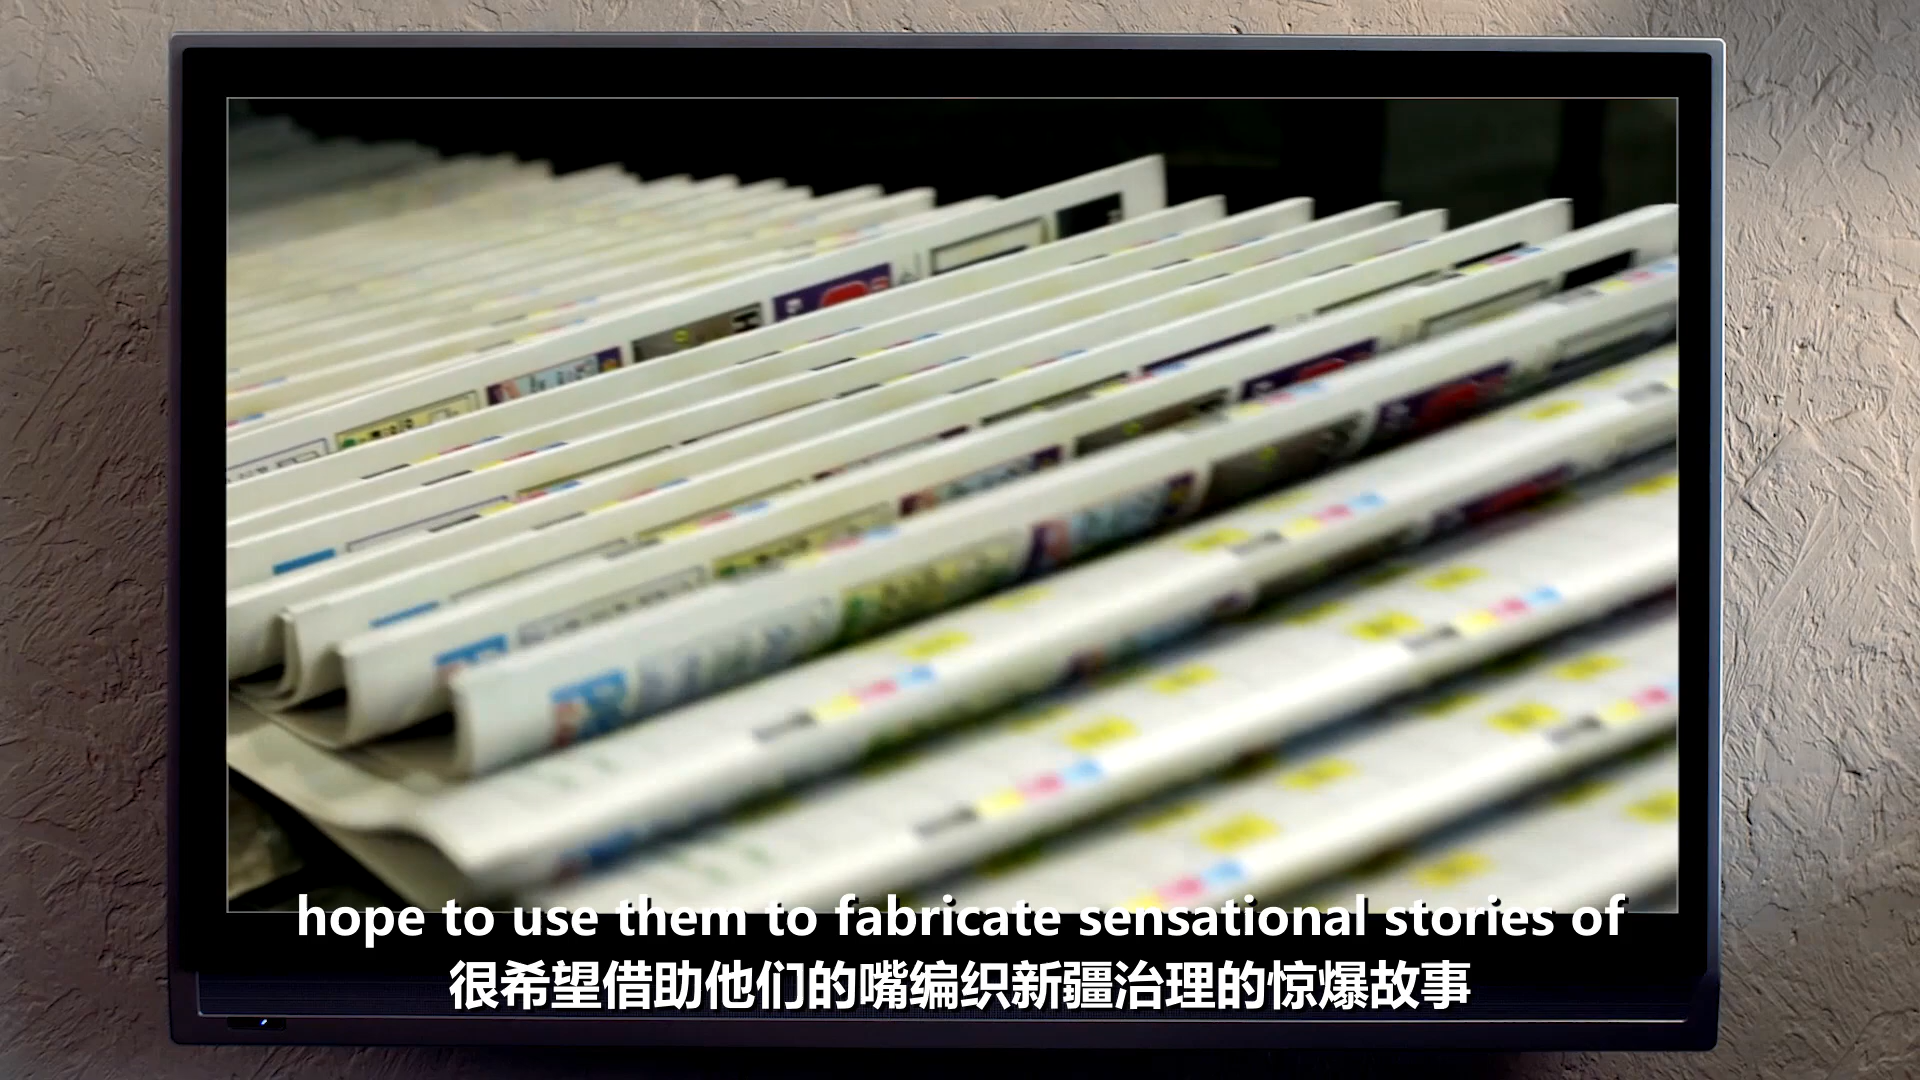 hope to use them to fabricate sensational stories of
很希望借助他们的嘴编织新疆治理的惊爆故事